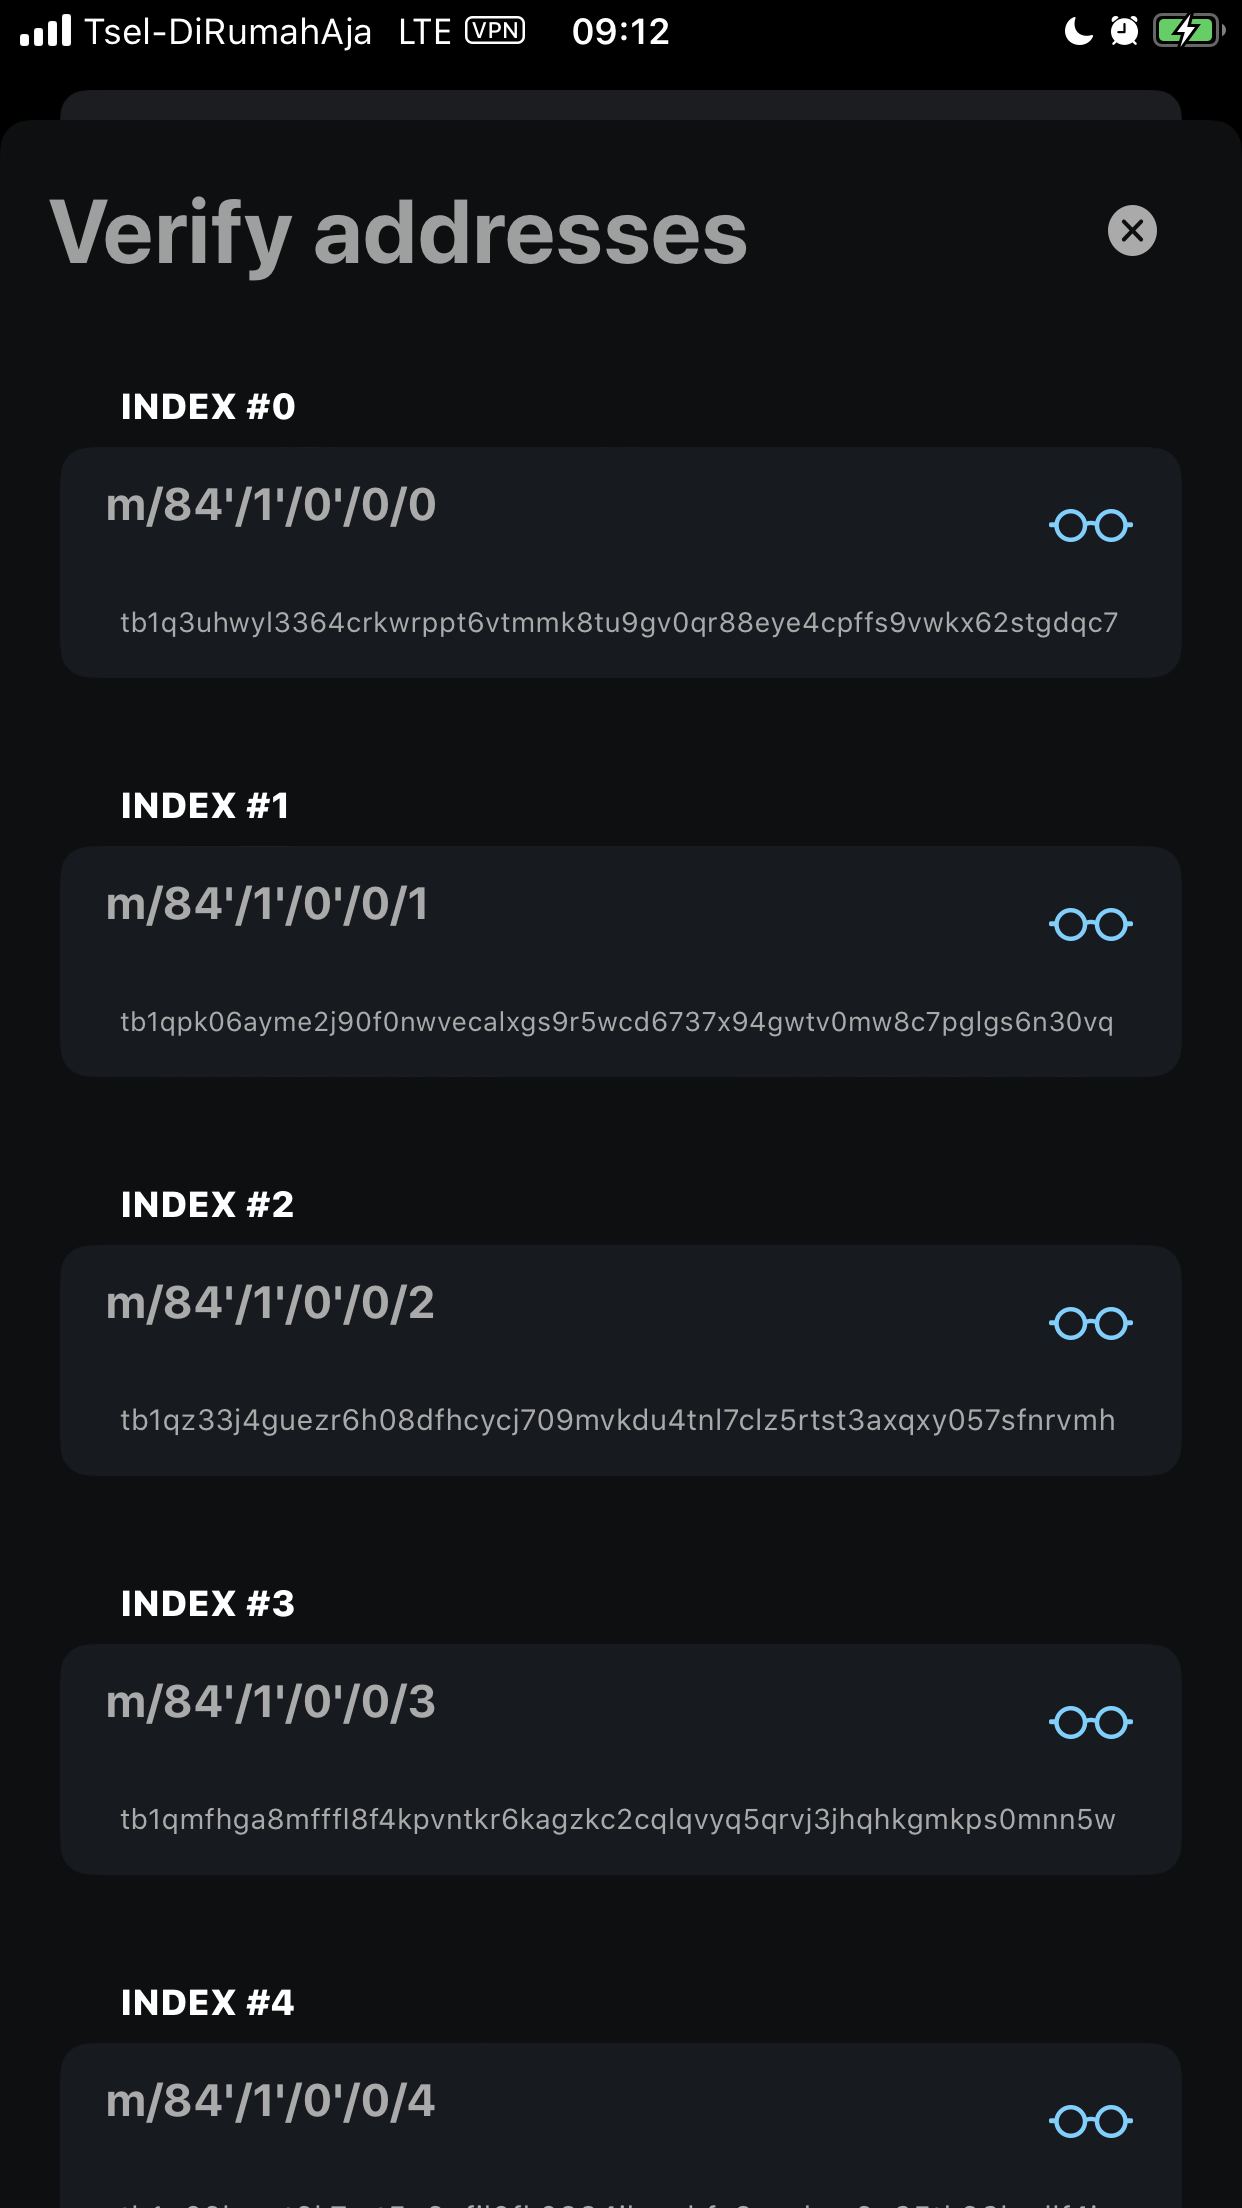 Tsel-DiRumahAja LTE VPN 09:12
Verify addresses
INDEX #0
m/84'/1'/0'/0/0
tb1q3uhwyl3364crkwrppt6vtmmk8tu9gv0qr88eye4cpffs9vwkx62stgdqc7
INDEX #1
m/84'/1'/0'/0/1
tb1qpk06ayme2j90f0nwvecalxgs9r5wcd6737x94gwtv0mw8c7pglgs6n30vq
INDEX #2
m/84'/1'/0'/0/2
tb1qz33j4guezr6h08dfhcycj709mvkdu4tnl7clz5rtst3axqxy057sfnrvmh
INDEX #3
m/84'/1'/0'/0/3
tb1qmfhga8mfffl8f4kpvntkr6kagzkc2cqlqvyq5qrvj3jhqhkgmkps0mnn5w
INDEX #4
m/84'/1'/0'/0/4